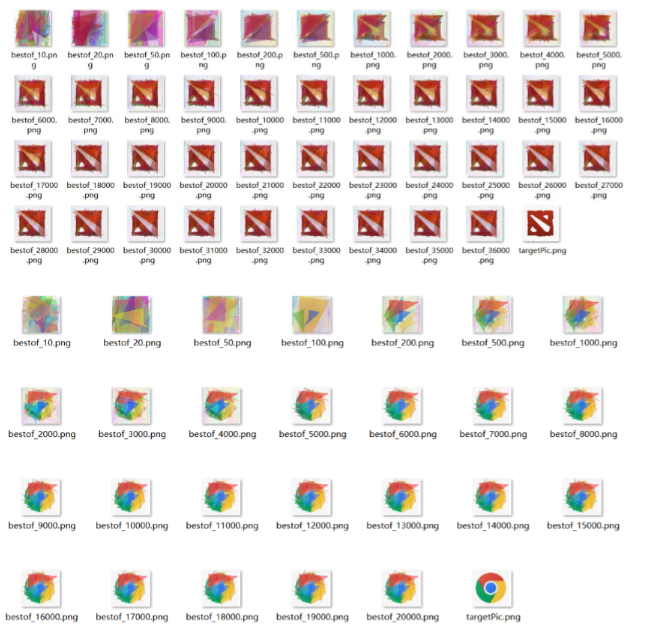 bestof_10.pn bestof_20.pn bestof_50.pn bestof_100.p bestof_200.p bestof_500.p bestof_1000. bestof_2000. bestof_3000. bestof_4000. bestof_5000.
g g g ng ng ng png png png png png
bestof_6000. bestof_7000. bestof_8000. bestof_9000. bestof_10000 bestof_11000 bestof_12000 bestof_13000 bestof_14000 bestof_15000 bestof_16000
png png png png .png .png .png .png .png .png .png
bestof_17000 bestof_18000 bestof_19000 bestof_20000 bestof_21000 bestof_22000 bestof_23000 bestof_24000 bestof_25000 bestof_26000 bestof_27000
.png .png .png .png .png .png .png .png .png .png .png
bestof_28000 bestof_29000 bestof_30000 bestof_31000 bestof_32000 bestof_33000 bestof_34000 bestof_35000 bestof_36000 targetPic.png
.png .png .png .png .png .png .png .png .png
bestof_10.png bestof_20.png bestof_50.png bestof_100.png bestof_200.png bestof_500.png bestof_1000.png
bestof_2000.png bestof_3000.png bestof_4000.png bestof_5000.png bestof_6000.png bestof_7000.png bestof_8000.png
bestof_9000.png bestof_10000.png bestof_11000.png bestof_12000.png bestof_13000.png bestof_14000.png bestof_15000.png
bestof_16000.png bestof_17000.png bestof_18000.png bestof_19000.png bestof_20000.png targetPic.png